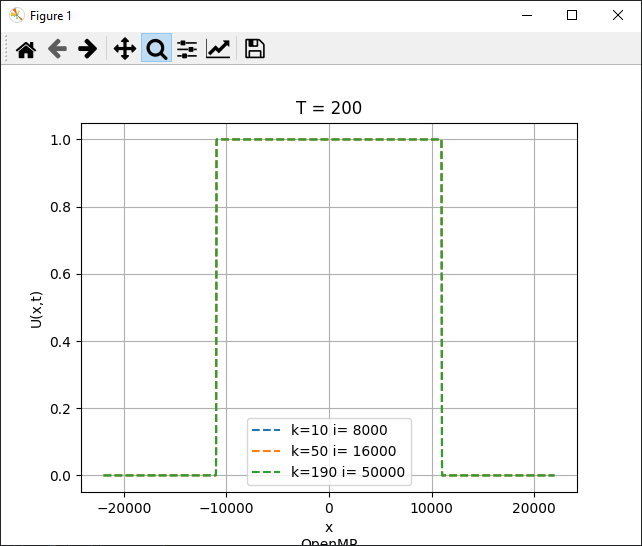 Figure 1
T = 200
1.0
0.8
0.6
0.4
0.2
0.0
U(x,t)
k=10 i= 8000
k=50 i= 16000
k=190 i= 50000
−20000 −10000 0 10000 20000
x
OpenMP